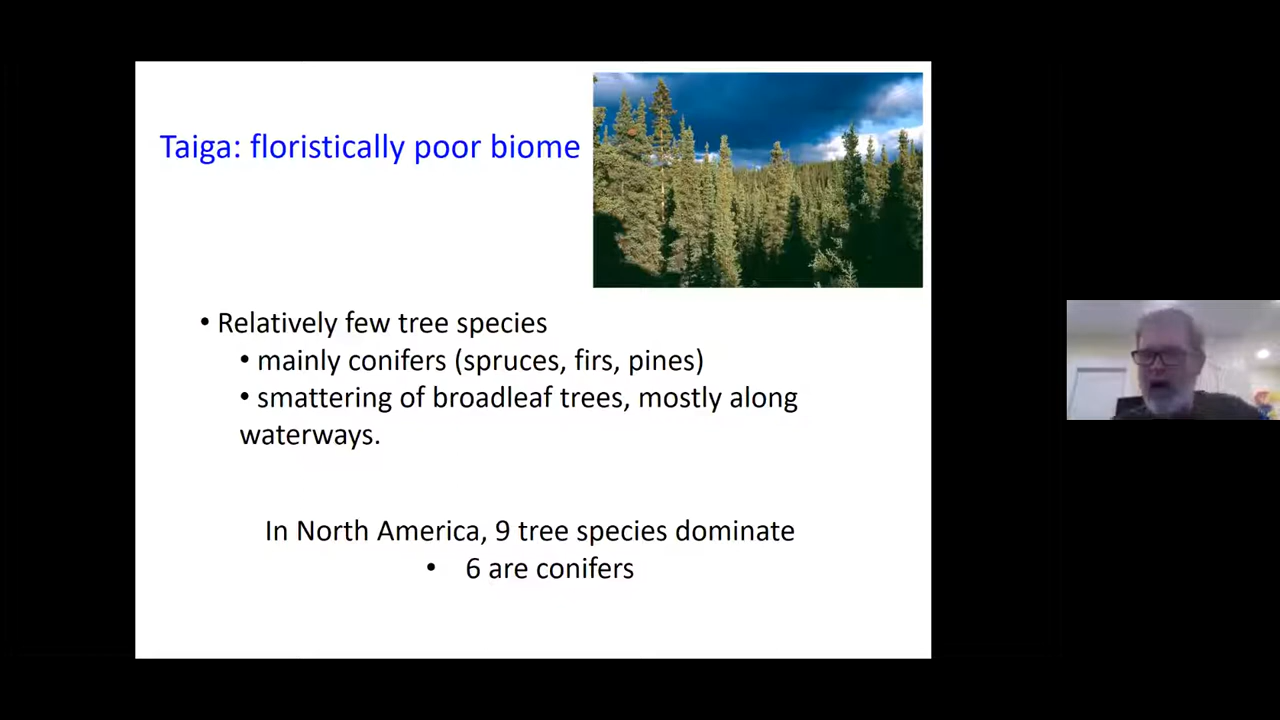 Taiga: floristically poor biome
• Relatively few tree species
• mainly conifers (spruces, firs, pines)
• smattering of broadleaf trees, mostly along
waterways.
In North America, 9 tree species dominate
• 6 are conifers